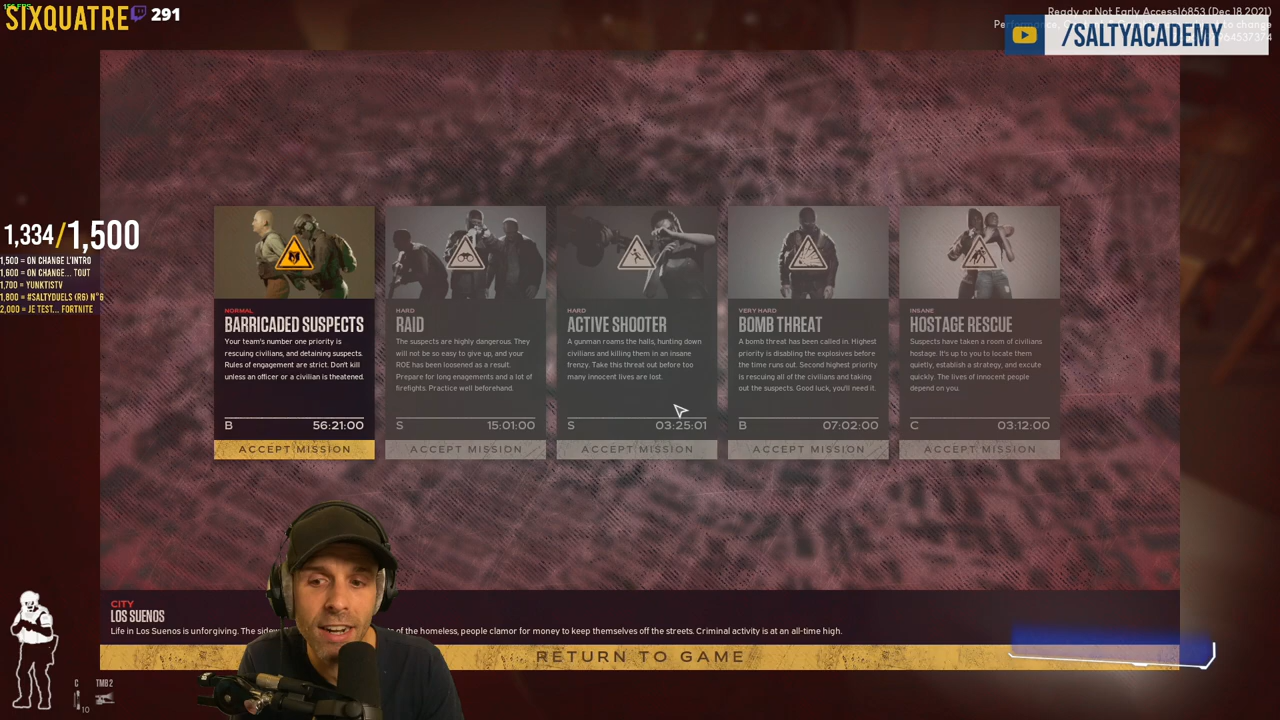 SIXQUATRE 291
Ready or Not Early Access16853 (Dec 18 2021)
/SALTYACADEMY
1,334/1,500
1,500 = ON CHANGE L'INTRO
1,600 = ON CHANGE... TOUT
1,700 = YUNKTISTV
1,800 = #SALTYDUELS (R6) N°6
2,000 = JE TEST... FORTNITE
NORMAL
BARRICADED SUSPECTS
Your team's number one priority is
rescuing civilians, and detaining suspects.
Rules of engagement are strict. Don't kill
unless an officer or a civilian is theatened.
B 56:21:00
ACCEPT MISSION
HARD
RAID
The suspects are highly dangerous. They
will not be so easy to give up, and your
ROE has been loosened as a result.
Prepare for long enagements and a lot of
firefights. Practice well beforehand.
S 15:01:00
ACCEPT MISSION
HARD
ACTIVE SHOOTER
A gunman roams the halls, hunting down
civilians and killing them in an insane
frenzy. Take this threat out before too
many innocent lives are lost.
S 03:25:01
ACCEPT MISSION
VERY HARD
BOMB THREAT
A bomb threat has been called in. Highest
priority is disabling the explosives before
the time runs out. Second highest priority
is rescuing all of the civilians and taking
out the suspects. Good luck, you'll need it.
B 07:02:00
ACCEPT MISSION
INSANE
HOSTAGE RESCUE
Suspects have taken a room of civilians
hostage. It's up to you to locate them
quietly, establish a strategy, and excute
quickly. The lives of innocent people
depend on you.
C 03:12:00
ACCEPT MISSION
CITY
LOS SUENOS
Life in Los Suenos is unforgiving. The of the homeless, people clamor for money to keep themselves off the streets. Criminal activity is at an all-time high.
RETURN TO GAME
C TMB2
10